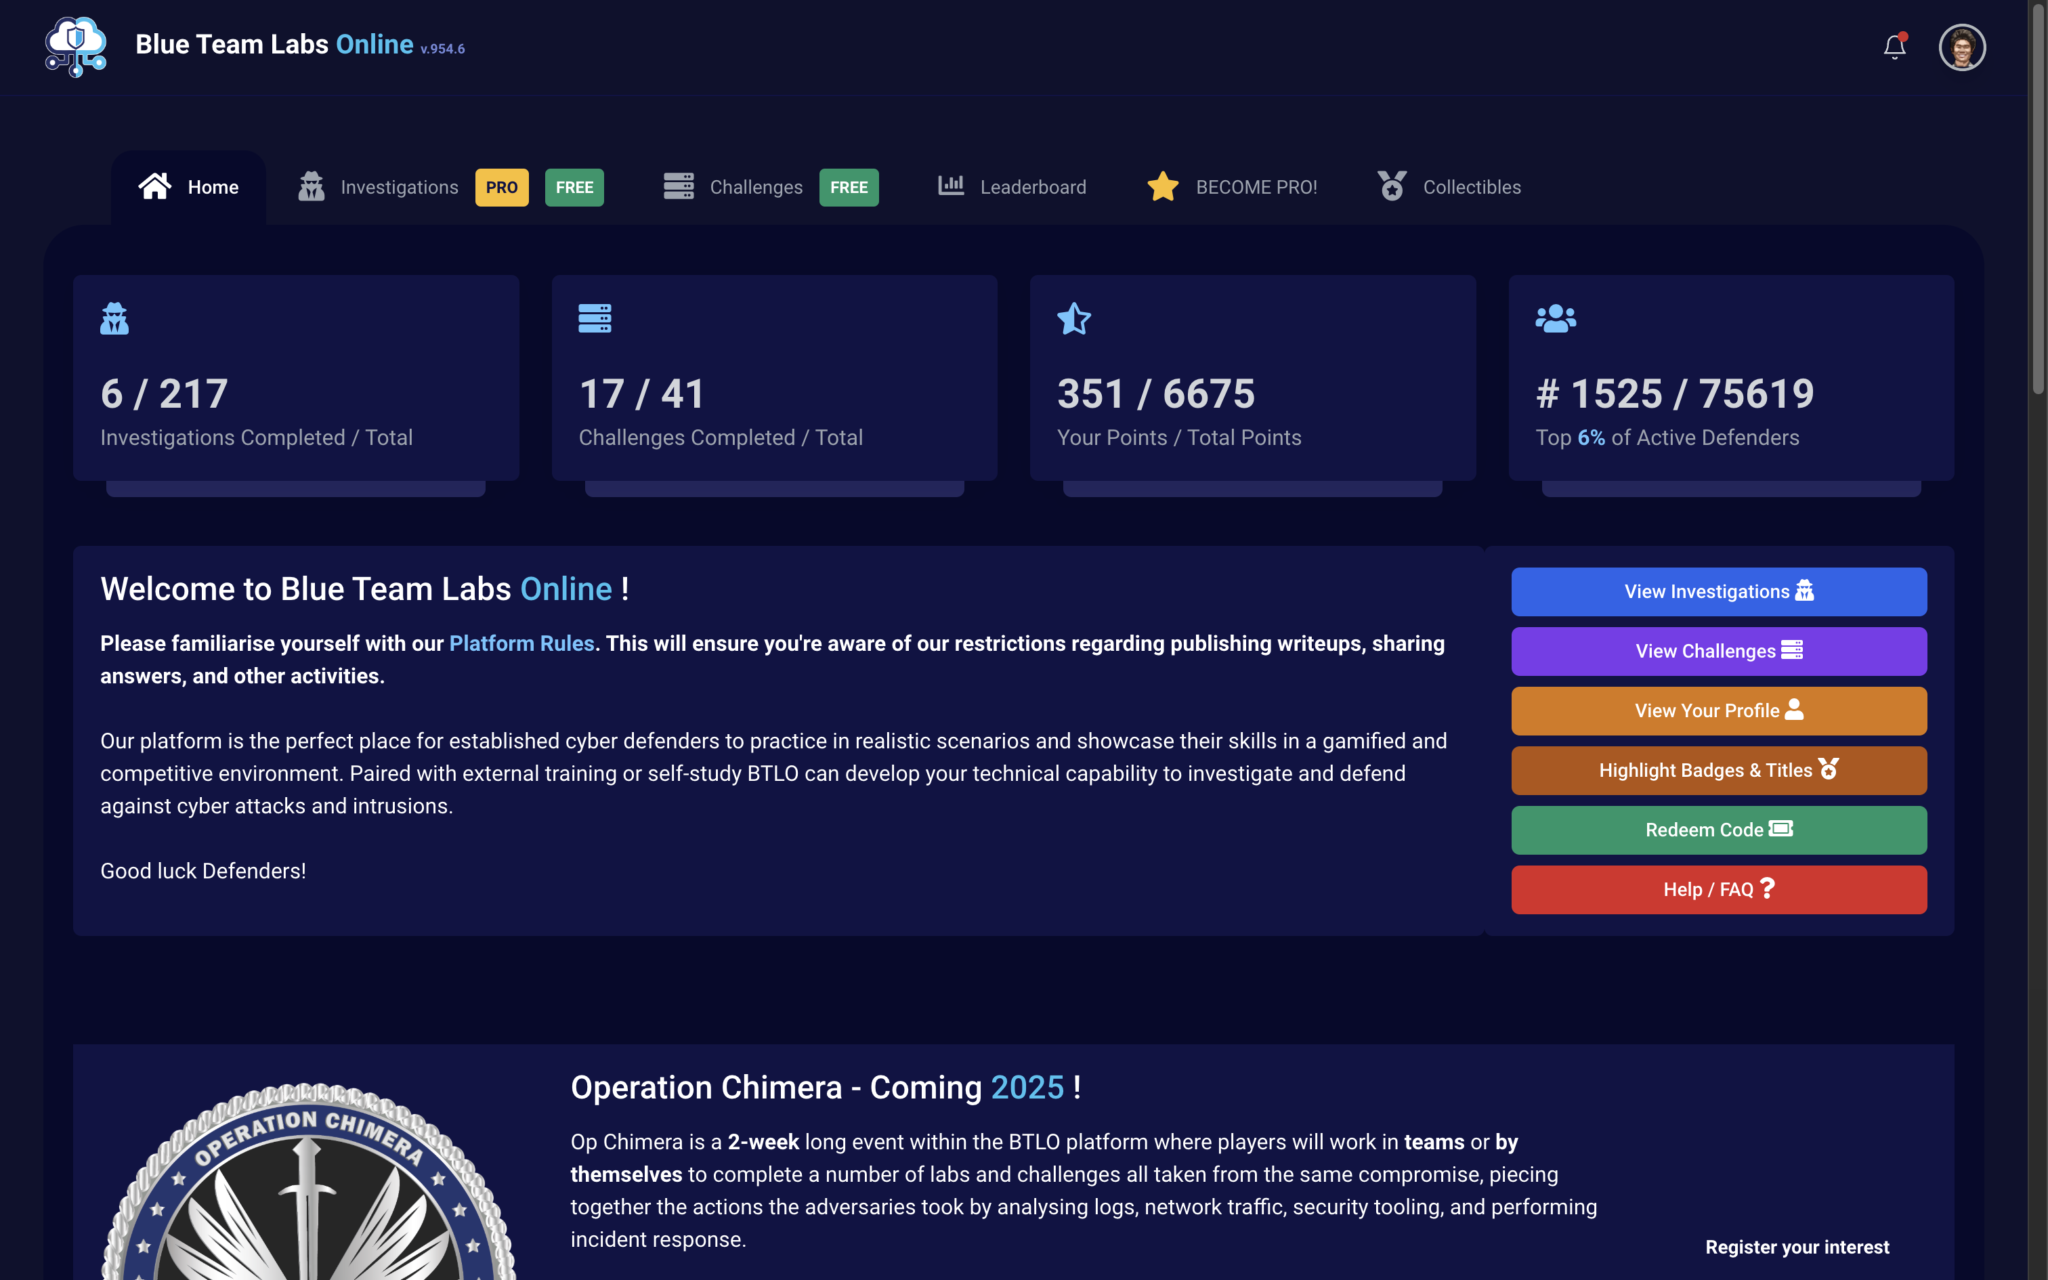 Blue Team Labs Online v.954.6
Home
Investigations PRO FREE
Challenges FREE
Leaderboard
BECOME PRO!
Collectibles
6 / 217
Investigations Completed / Total
17 / 41
Challenges Completed / Total
351 / 6675
Your Points / Total Points
# 1525 / 75619
Top 6% of Active Defenders
Welcome to Blue Team Labs Online !
Please familiarise yourself with our Platform Rules. This will ensure you're aware of our restrictions regarding publishing writeups, sharing
answers, and other activities.
Our platform is the perfect place for established cyber defenders to practice in realistic scenarios and showcase their skills in a gamified and
competitive environment. Paired with external training or self-study BTLO can develop your technical capability to investigate and defend
against cyber attacks and intrusions.
Good luck Defenders!
View Investigations
View Challenges
View Your Profile
Highlight Badges & Titles
Redeem Code
Help / FAQ ?
OPERATION CHIMERA
Operation Chimera - Coming 2025 !
Op Chimera is a 2-week long event within the BTLO platform where players will work in teams or by
themselves to complete a number of labs and challenges all taken from the same compromise, piecing
together the actions the adversaries took by analysing logs, network traffic, security tooling, and performing
incident response.
Register your interest